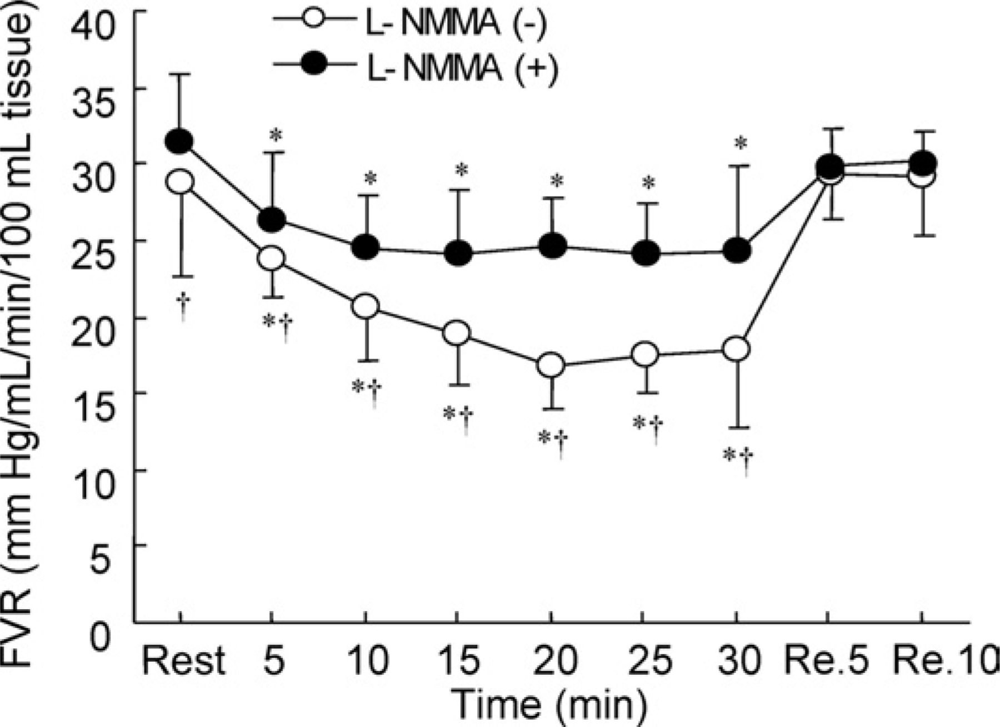 FVR (mm Hg/mL/min/100 mL tissue)
40
35
30
25
20
15
10
5
0
L- NMMA (-)
L- NMMA (+)
* * * * * *
† *† *† *† *† *† *†
Rest 5 10 15 20 25 30 Re.5 Re.10
Time (min)